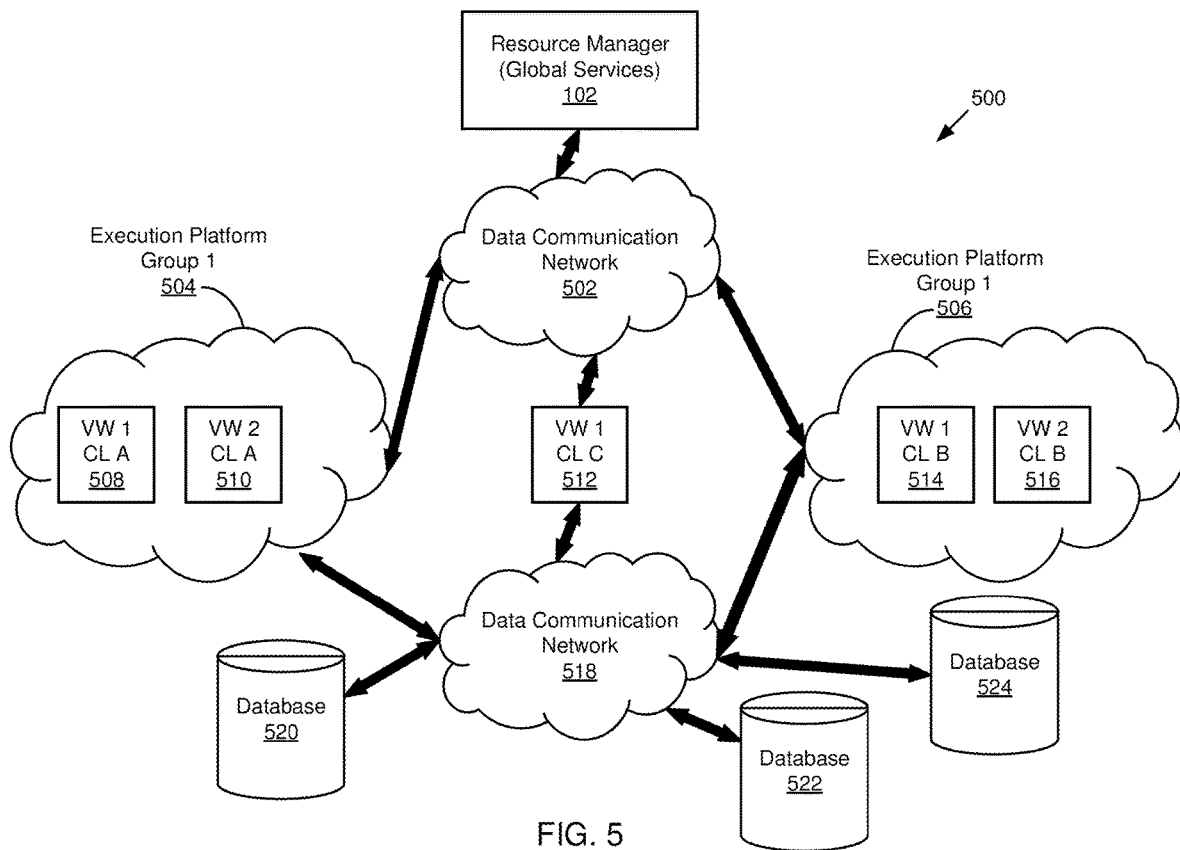 Resource Manager
(Global Services)
102
500
Data Communication
Network
502
Execution Platform
Group 1
504
Execution Platform
Group 1
506
VW 1
CL A
508
VW 2
CL A
510
VW 1
CL C
512
VW 1
CL B
514
VW 2
CL B
516
Data Communication
Network
518
Database
520
Database
522
Database
524
FIG. 5